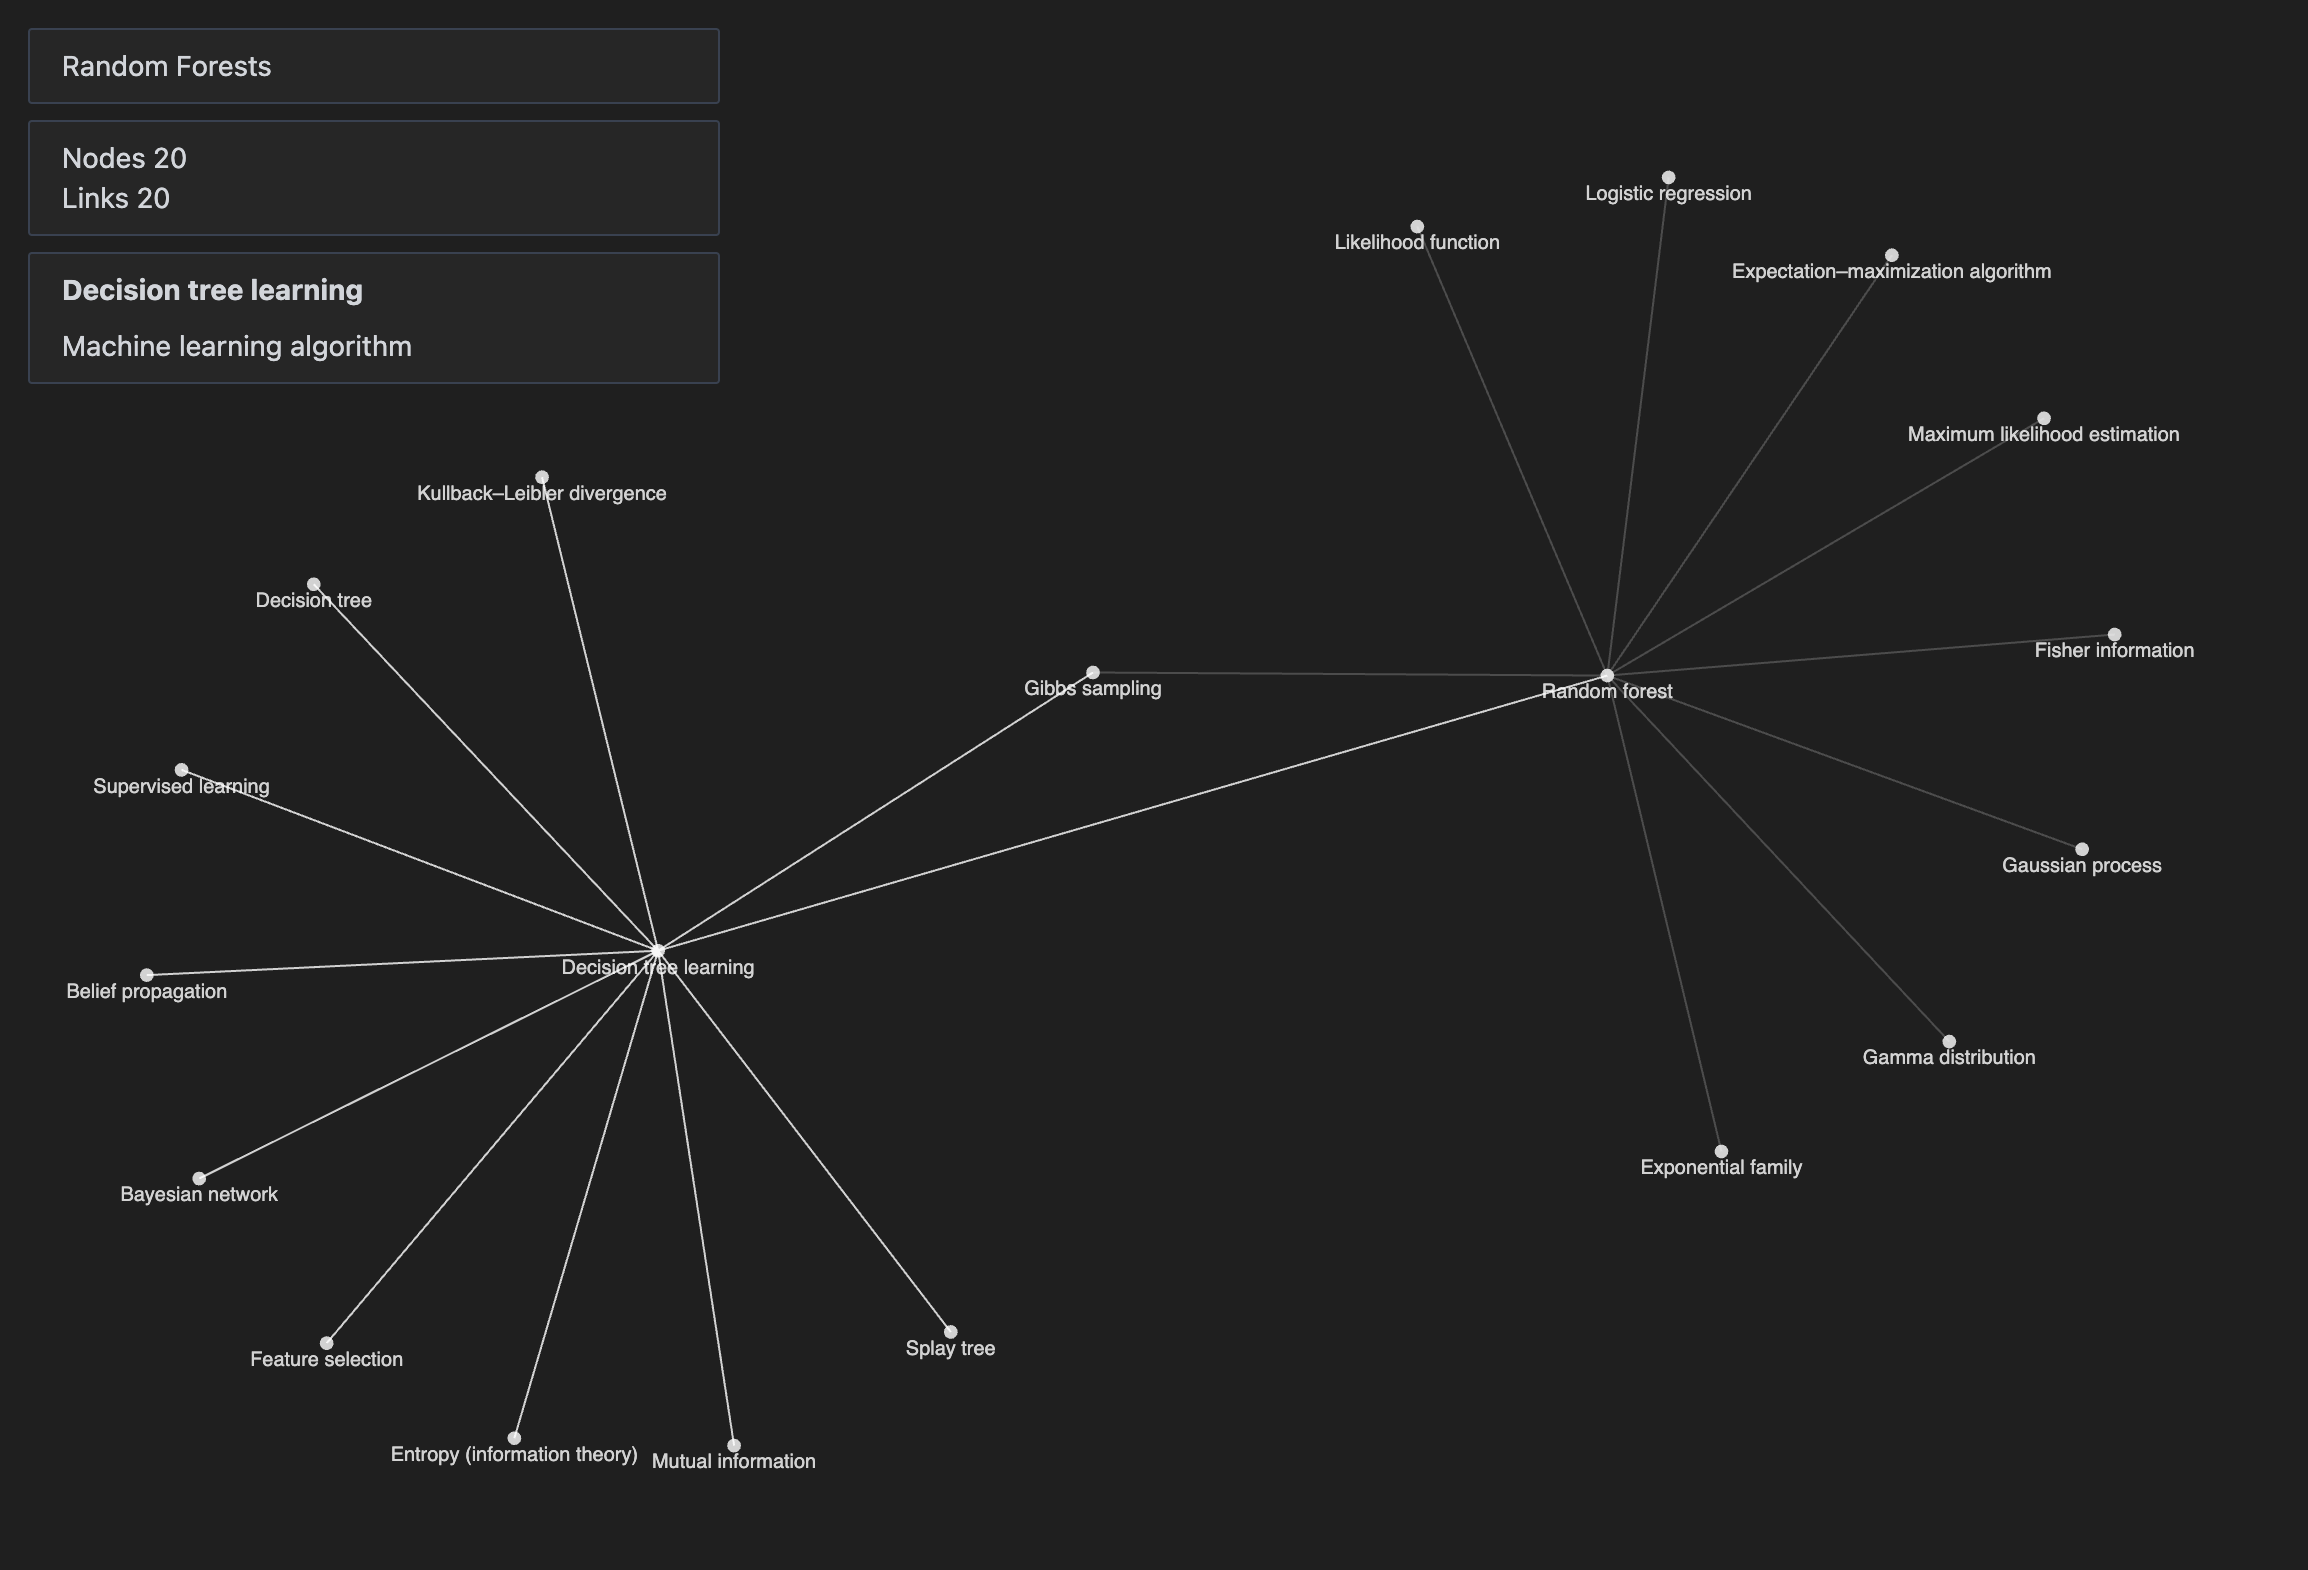 Random Forests
Nodes 20
Links 20
Decision tree learning
Machine learning algorithm
Logistic regression
Likelihood function
Expectation–maximization algorithm
Maximum likelihood estimation
Kullback–Leibler divergence
Decision tree
Fisher information
Gibbs sampling
Random forest
Supervised learning
Gaussian process
Decision tree learning
Belief propagation
Gamma distribution
Exponential family
Bayesian network
Splay tree
Feature selection
Entropy (information theory)
Mutual information